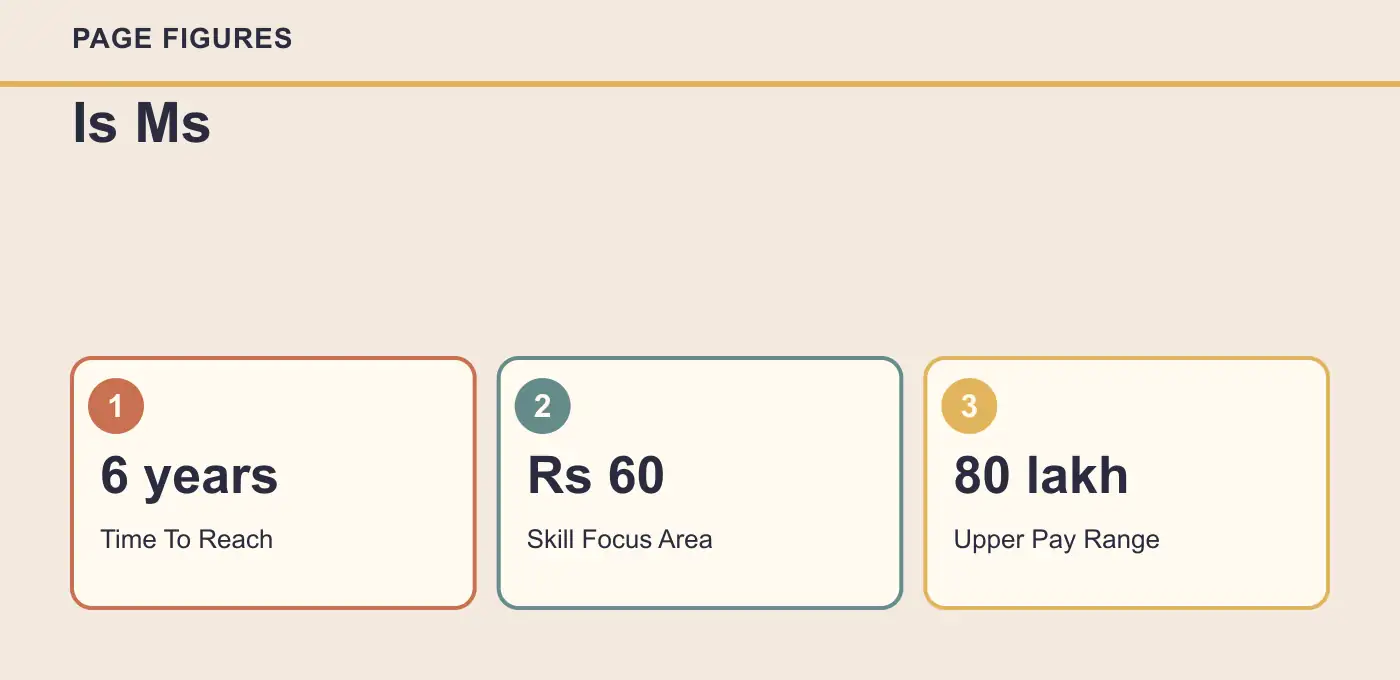 PAGE FIGURES
Is Ms
1
6 years
Time To Reach
2
Rs 60
Skill Focus Area
3
80 lakh
Upper Pay Range